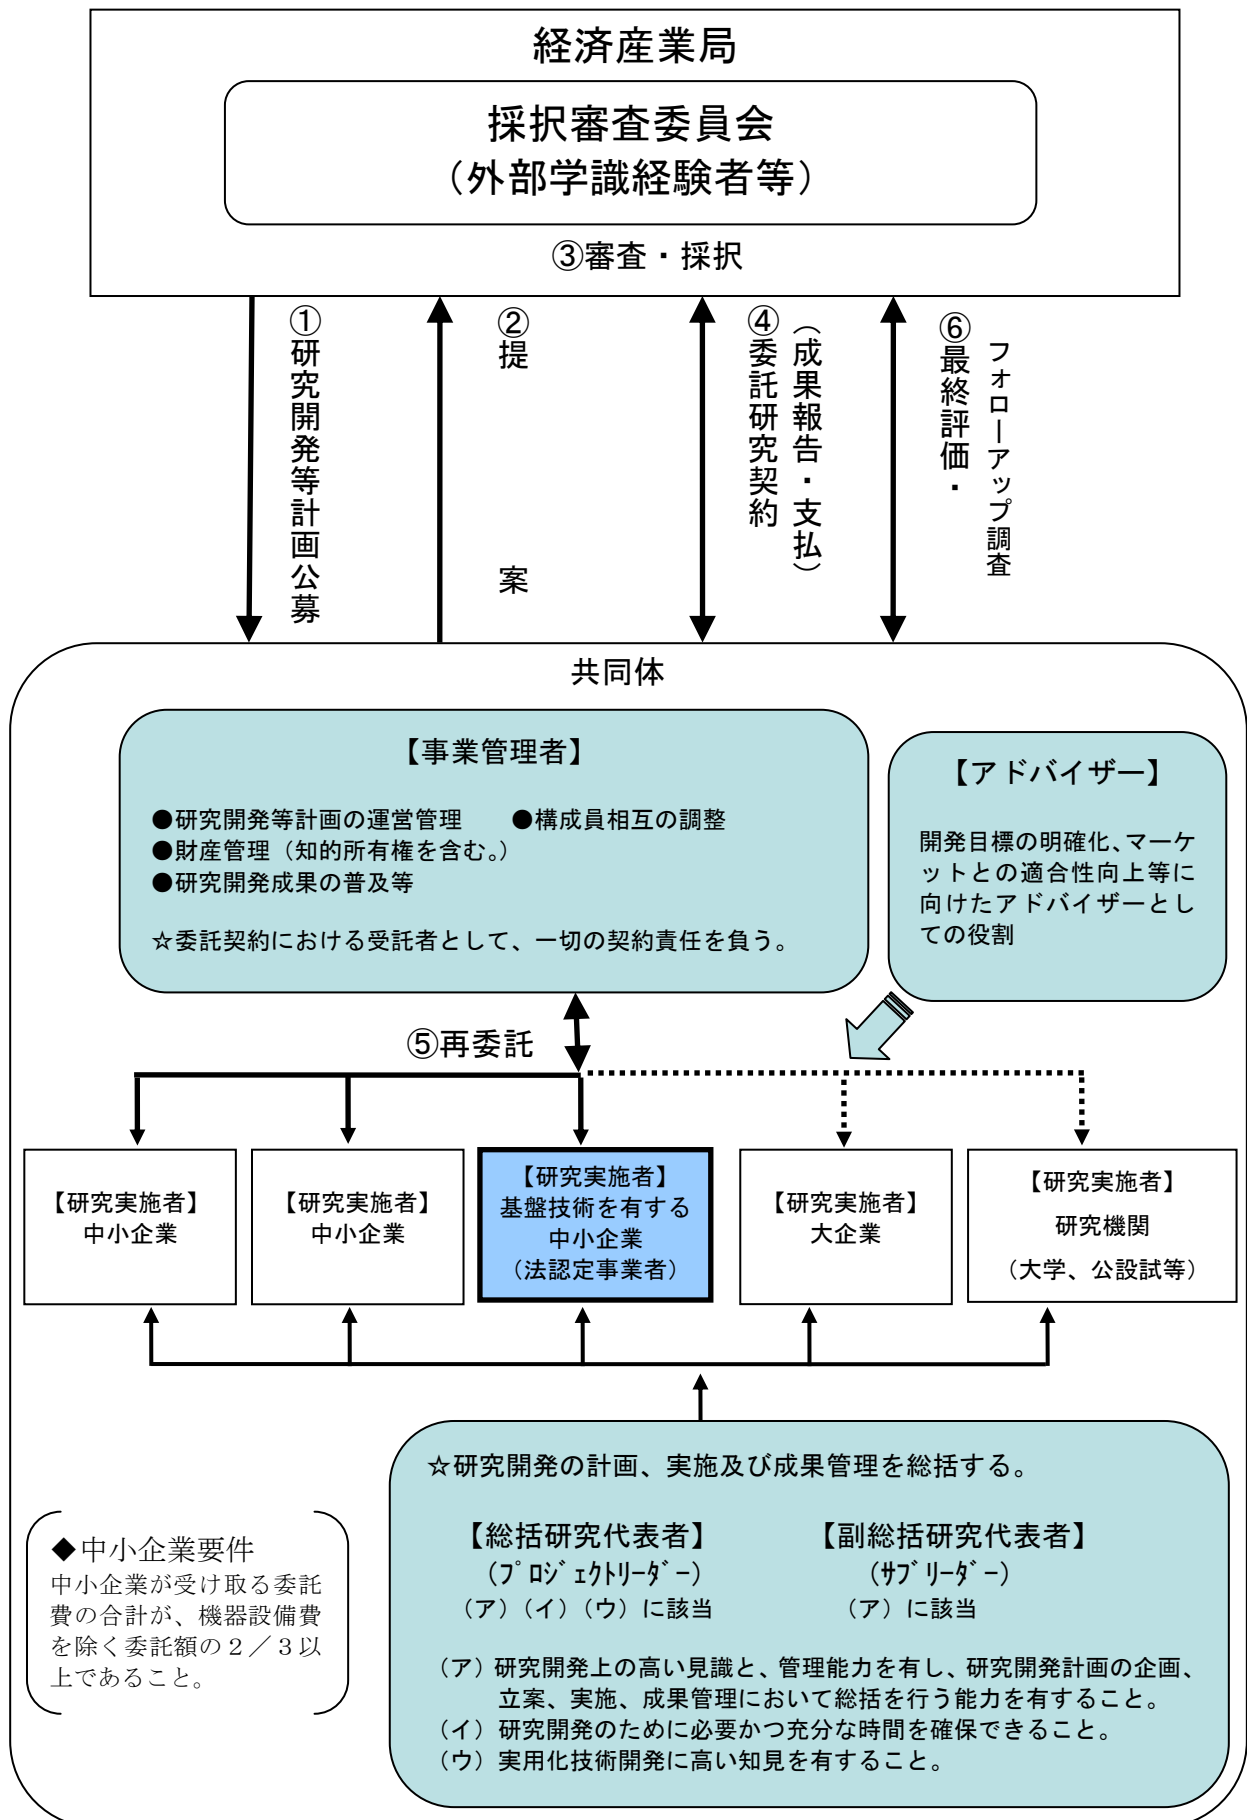 経済産業局
採択審査委員会
（外部学識経験者等）
③審査・採択
①研究開発等計画公募
②提　案
④委託研究契約
（成果報告・支払）
⑥最終評価・
フォローアップ調査
共同体
【事業管理者】
●研究開発等計画の運営管理　●構成員相互の調整
●財産管理（知的所有権を含む。）
●研究開発成果の普及等
☆委託契約における受託者として、一切の契約責任を負う。
【アドバイザー】
開発目標の明確化、マーケ
ットとの適合性向上等に
向けたアドバイザーとし
ての役割
⑤再委託
【研究実施者】
中小企業
【研究実施者】
中小企業
【研究実施者】
基盤技術を有する
中小企業
（法認定事業者）
【研究実施者】
大企業
【研究実施者】
研究機関
（大学、公設試等）
☆研究開発の計画、実施及び成果管理を総括する。
【総括研究代表者】　【副総括研究代表者】
（ﾌﾟﾛｼﾞｪｸﾄﾘｰﾀﾞｰ）　（ｻﾌﾞﾘｰﾀﾞｰ）
（ア）（イ）（ウ）に該当　（ア）に該当
（ア）研究開発上の高い見識と、管理能力を有し、研究開発計画の企画、
立案、実施、成果管理において総括を行う能力を有すること。
（イ）研究開発のために必要かつ充分な時間を確保できること。
（ウ）実用化技術開発に高い知見を有すること。
◆中小企業要件
中小企業が受け取る委託
費の合計が、機器設備費
を除く委託額の２／３以
上であること。